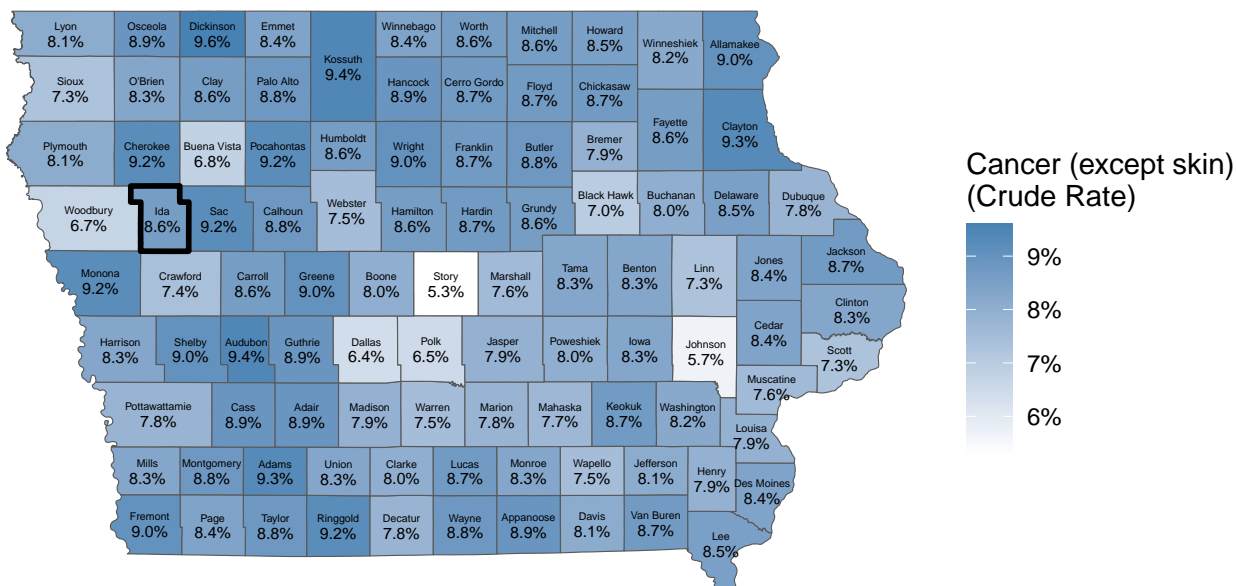 Lyon
8.1%
Osceola
8.9%
Dickinson
9.6%
Emmet
8.4%
Kossuth
9.4%
Winnebago
8.4%
Worth
8.6%
Mitchell
8.6%
Howard
8.5%
Winneshiek
8.2%
Allamakee
9.0%
Sioux
7.3%
O'Brien
8.3%
Clay
8.6%
Palo Alto
8.8%
Hancock
8.9%
Cerro Gordo
8.7%
Floyd
8.7%
Chickasaw
8.7%
Fayette
8.6%
Clayton
9.3%
Plymouth
8.1%
Cherokee
9.2%
Buena Vista
6.8%
Pocahontas
9.2%
Humboldt
8.6%
Wright
9.0%
Franklin
8.7%
Butler
8.8%
Bremer
7.9%
Woodbury
6.7%
Ida
8.6%
Sac
9.2%
Calhoun
8.8%
Webster
7.5%
Hamilton
8.6%
Hardin
8.7%
Grundy
8.6%
Black Hawk
7.0%
Buchanan
8.0%
Delaware
8.5%
Dubuque
7.8%
Monona
9.2%
Crawford
7.4%
Carroll
8.6%
Greene
9.0%
Boone
8.0%
Story
5.3%
Marshall
7.6%
Tama
8.3%
Benton
8.3%
Linn
7.3%
Jones
8.4%
Jackson
8.7%
Clinton
8.3%
Harrison
8.3%
Shelby
9.0%
Audubon
9.4%
Guthrie
8.9%
Dallas
6.4%
Polk
6.5%
Jasper
7.9%
Poweshiek
8.0%
Iowa
8.3%
Johnson
5.7%
Cedar
8.4%
Scott
7.3%
Muscatine
7.6%
Pottawattamie
7.8%
Cass
8.9%
Adair
8.9%
Madison
7.9%
Warren
7.5%
Marion
7.8%
Mahaska
7.7%
Keokuk
8.7%
Washington
8.2%
Louisa
7.9%
Mills
8.3%
Montgomery
8.8%
Adams
9.3%
Union
8.3%
Clarke
8.0%
Lucas
8.7%
Monroe
8.3%
Wapello
7.5%
Jefferson
8.1%
Henry
7.9%
Des Moines
8.4%
Fremont
9.0%
Page
8.4%
Taylor
8.8%
Ringgold
9.2%
Decatur
7.8%
Wayne
8.8%
Appanoose
8.9%
Davis
8.1%
Van Buren
8.7%
Lee
8.5%
Cancer (except skin)
(Crude Rate)
9%
8%
7%
6%